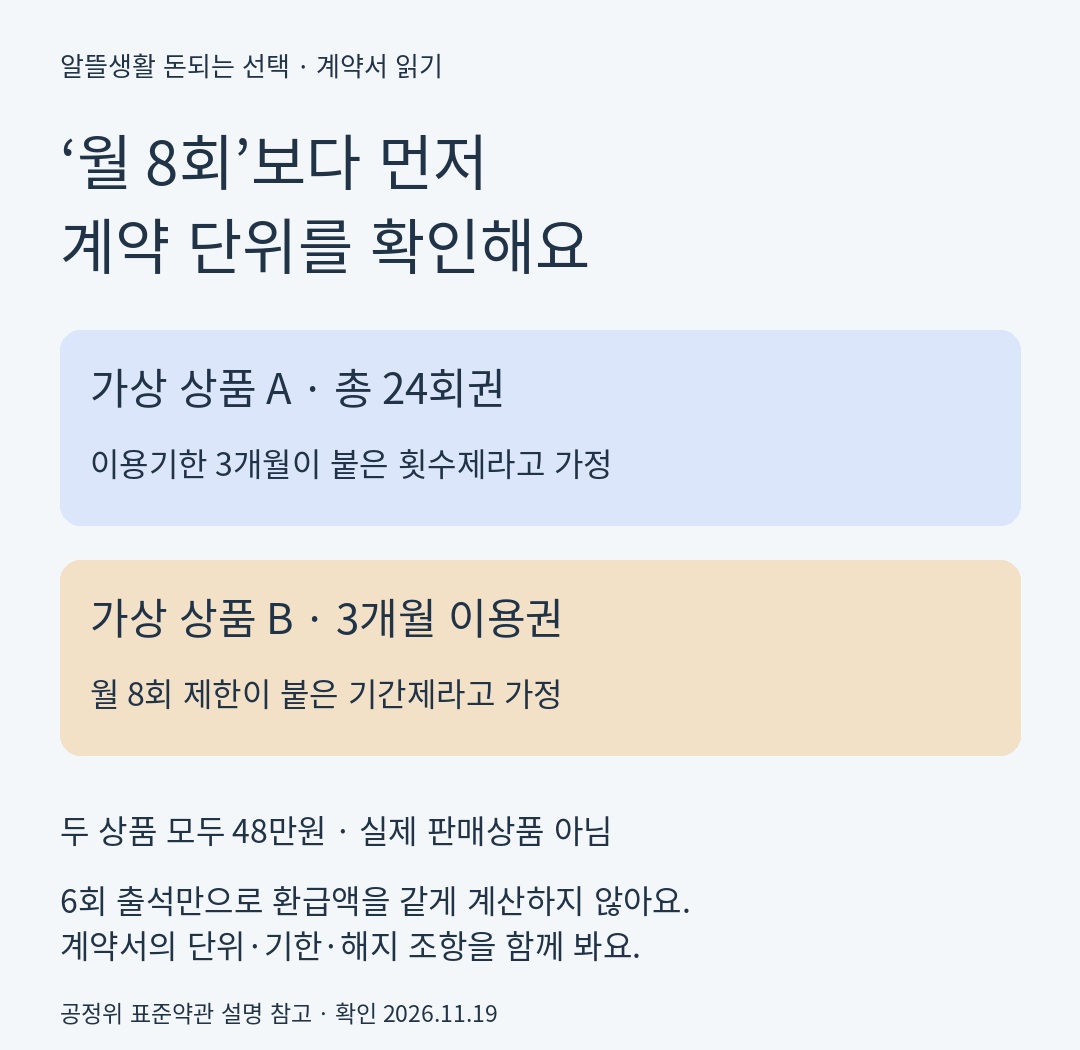 알뜰생활 돈되는 선택 · 계약서 읽기
‘월 8회’보다 먼저
계약 단위를 확인해요
가상 상품 A · 총 24회권
이용기한 3개월이 붙은 횟수제라고 가정
가상 상품 B · 3개월 이용권
월 8회 제한이 붙은 기간제라고 가정
두 상품 모두 48만원 · 실제 판매상품 아님
6회 출석만으로 환급액을 같게 계산하지 않아요.
계약서의 단위·기한·해지 조항을 함께 봐요.
공정위 표준약관 설명 참고 · 확인 2026.11.19